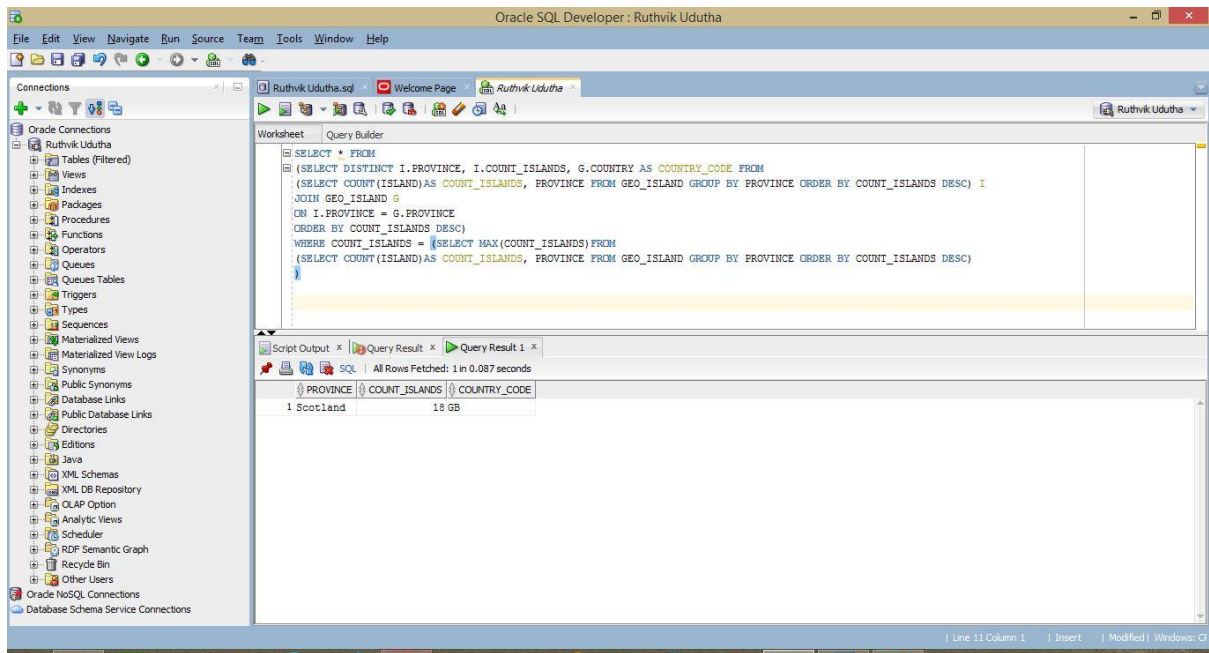 Oracle SQL Developer : Ruthvik Ududtha
File Edit View Navigate Run Source Team Tools Window Help
Connections
Ruthvik Udutha.sql
Welcome Page
Ruthvik Udutha
Ruthvik Udutha
Oracle Connections
Ruthvik Udutha
Tables (Filtered)
Views
Indexes
Packages
Procedures
Functions
Operators
Queues
Queues Tables
Triggers
Types
Sequences
Materialized Views
Materialized View Logs
Synonyms
Public Synonyms
Database Links
Public Database Links
Directories
Editions
Java
XML Schemas
XML DB Repository
OLAP Option
Analytic Views
Scheduler
RDF Semantic Graph
Recycle Bin
Other Users
Oracle NoSQL Connections
Database Schema Service Connections
Worksheet Query Builder
SELECT * FROM
(SELECT DISTINCT I.PROVINCE, I.COUNT_ISLANDS, G.COUNTRY AS COUNTRY_CODE FROM
(SELECT COUNT(ISLAND)AS COUNT_ISLANDS, PROVINCE FROM GEO_ISLAND GROUP BY PROVINCE ORDER BY COUNT_ISLANDS DESC) I
JOIN GEO_ISLAND G
ON I.PROVINCE = G.PROVINCE
ORDER BY COUNT_ISLANDS DESC)
WHERE COUNT_ISLANDS = (SELECT MAX(COUNT_ISLANDS)FROM
(SELECT COUNT(ISLAND)AS COUNT_ISLANDS, PROVINCE FROM GEO_ISLAND GROUP BY PROVINCE ORDER BY COUNT_ISLANDS DESC)
)
Script Output x Query Result x Query Result 1 x
SQL | All Rows Fetched: 1 in 0.087 seconds
PROVINCE COUNT_ISLANDS COUNTRY_CODE
1 Scotland 18 GB
| Line 11 Column 1 | Insert | Modified | Windows: Cl